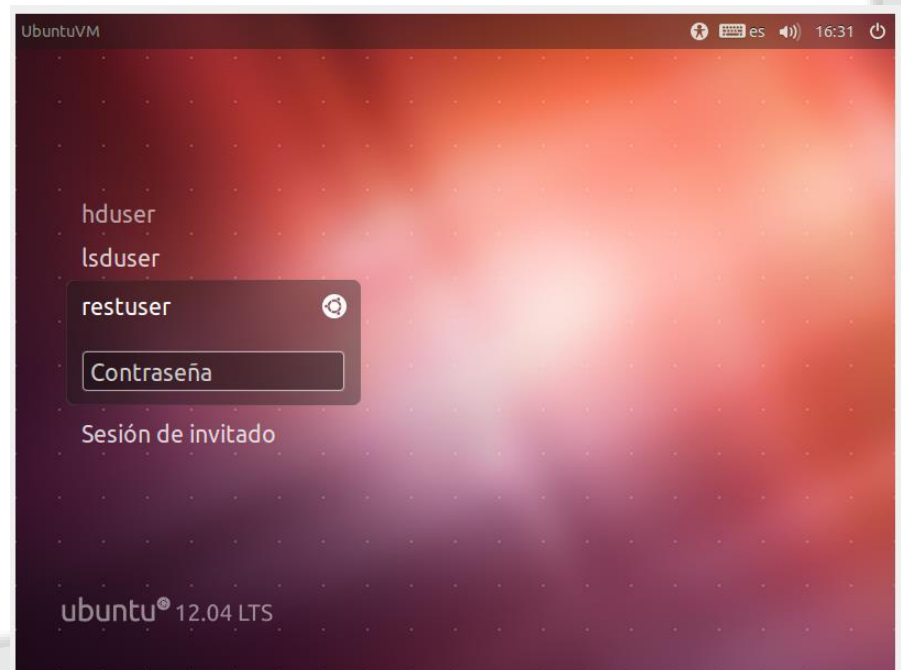 UbuntuVM es 16:31
hduser
lsduser
restuser
Contraseña
Sesión de invitado
ubuntu® 12.04 LTS